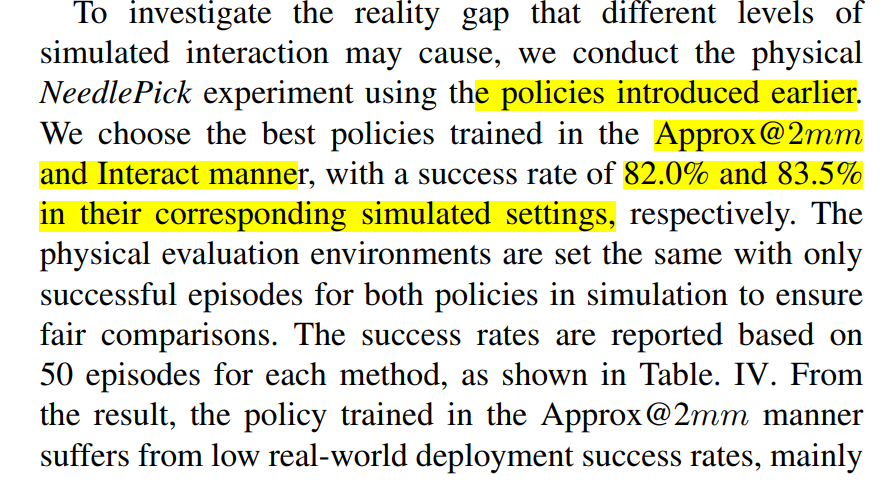 To investigate the reality gap that different levels of
simulated interaction may cause, we conduct the physical
NeedlePick experiment using the policies introduced earlier.
We choose the best policies trained in the Approx@2mm
and Interact manner, with a success rate of 82.0% and 83.5%
in their corresponding simulated settings, respectively. The
physical evaluation environments are set the same with only
successful episodes for both policies in simulation to ensure
fair comparisons. The success rates are reported based on
50 episodes for each method, as shown in Table. IV. From
the result, the policy trained in the Approx@2mm manner
suffers from low real-world deployment success rates, mainly